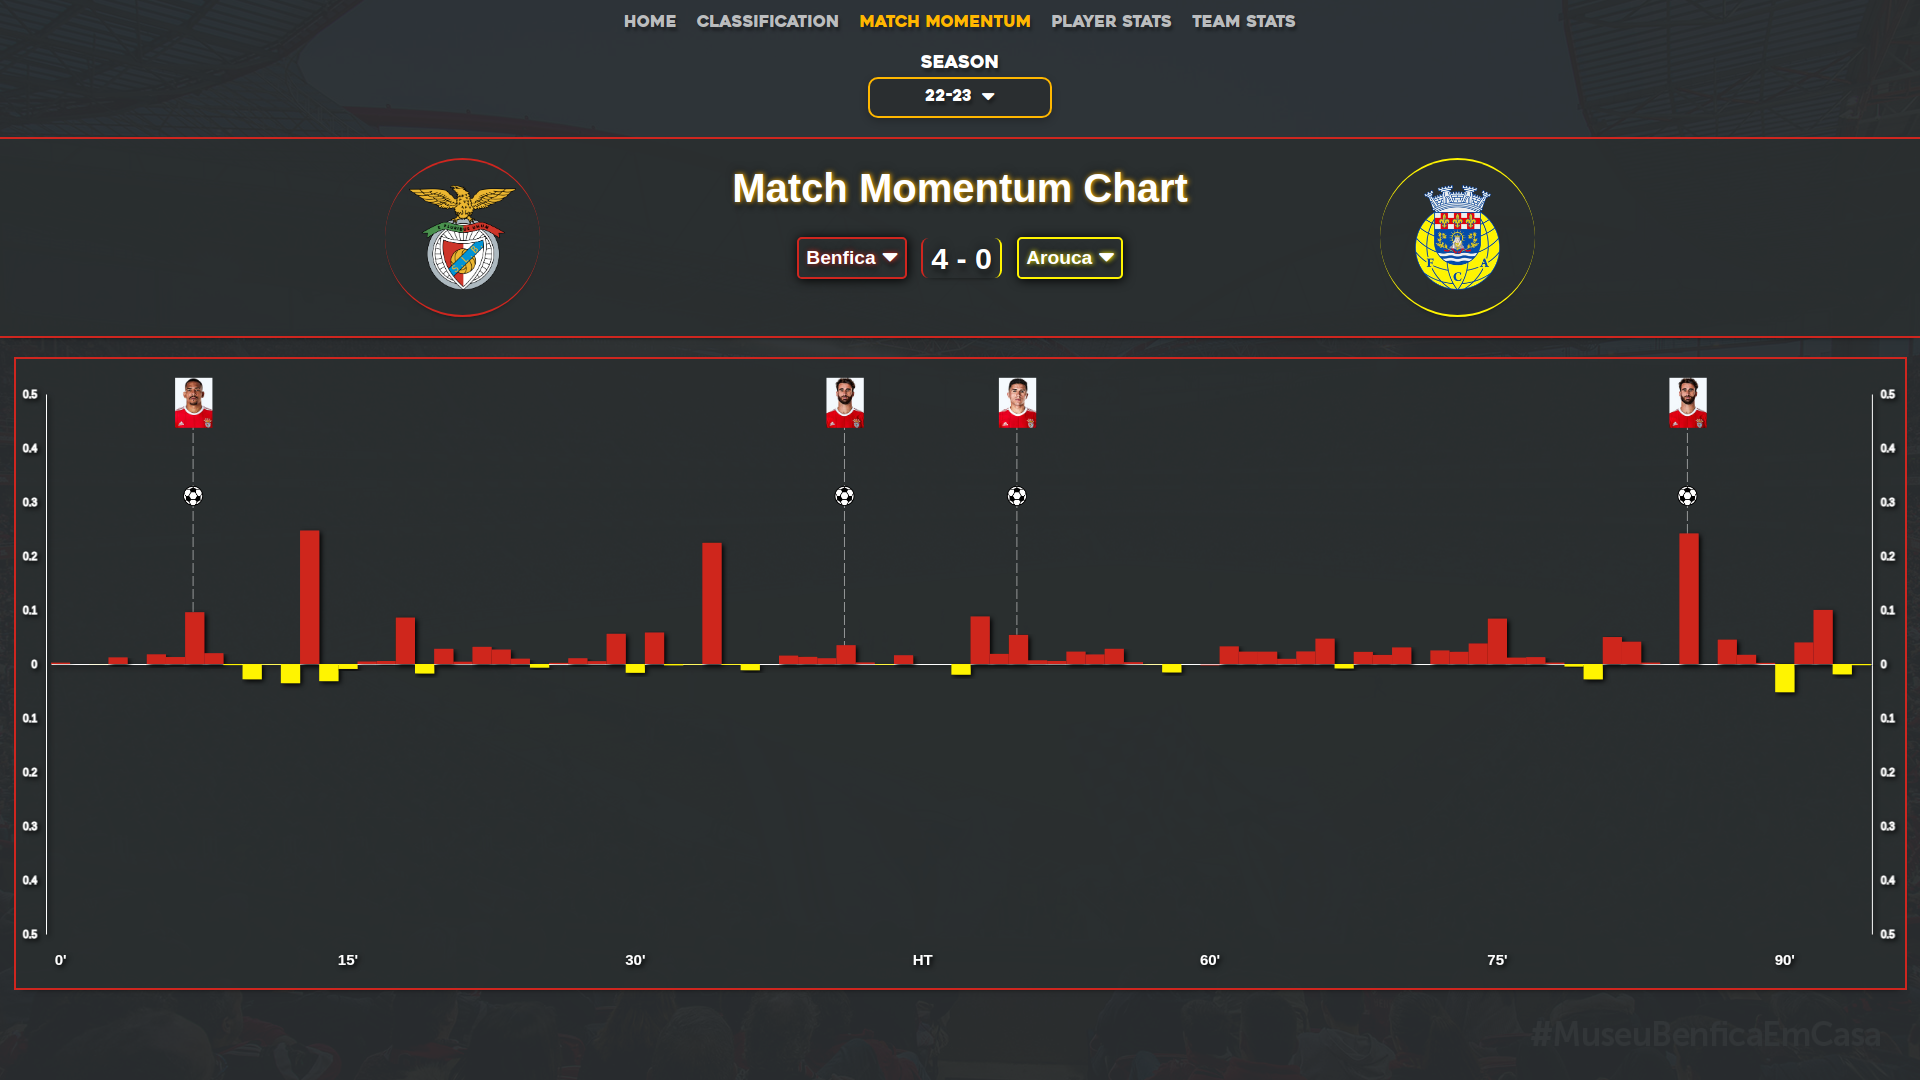 HOME CLASSIFICATION MATCH MOMENTUM PLAYER STATS TEAM STATS
SEASON
22-23
Match Momentum Chart
Benfica 4 - 0 Arouca
F C A
0.5 0.5
0.4 0.4
0.3 0.3
0.2 0.2
0.1 0.1
0 0
0.1 0.1
0.2 0.2
0.3 0.3
0.4 0.4
0.5 0.5
0' 15' 30' HT 60' 75' 90'
#MuseuBenficaEmCasa